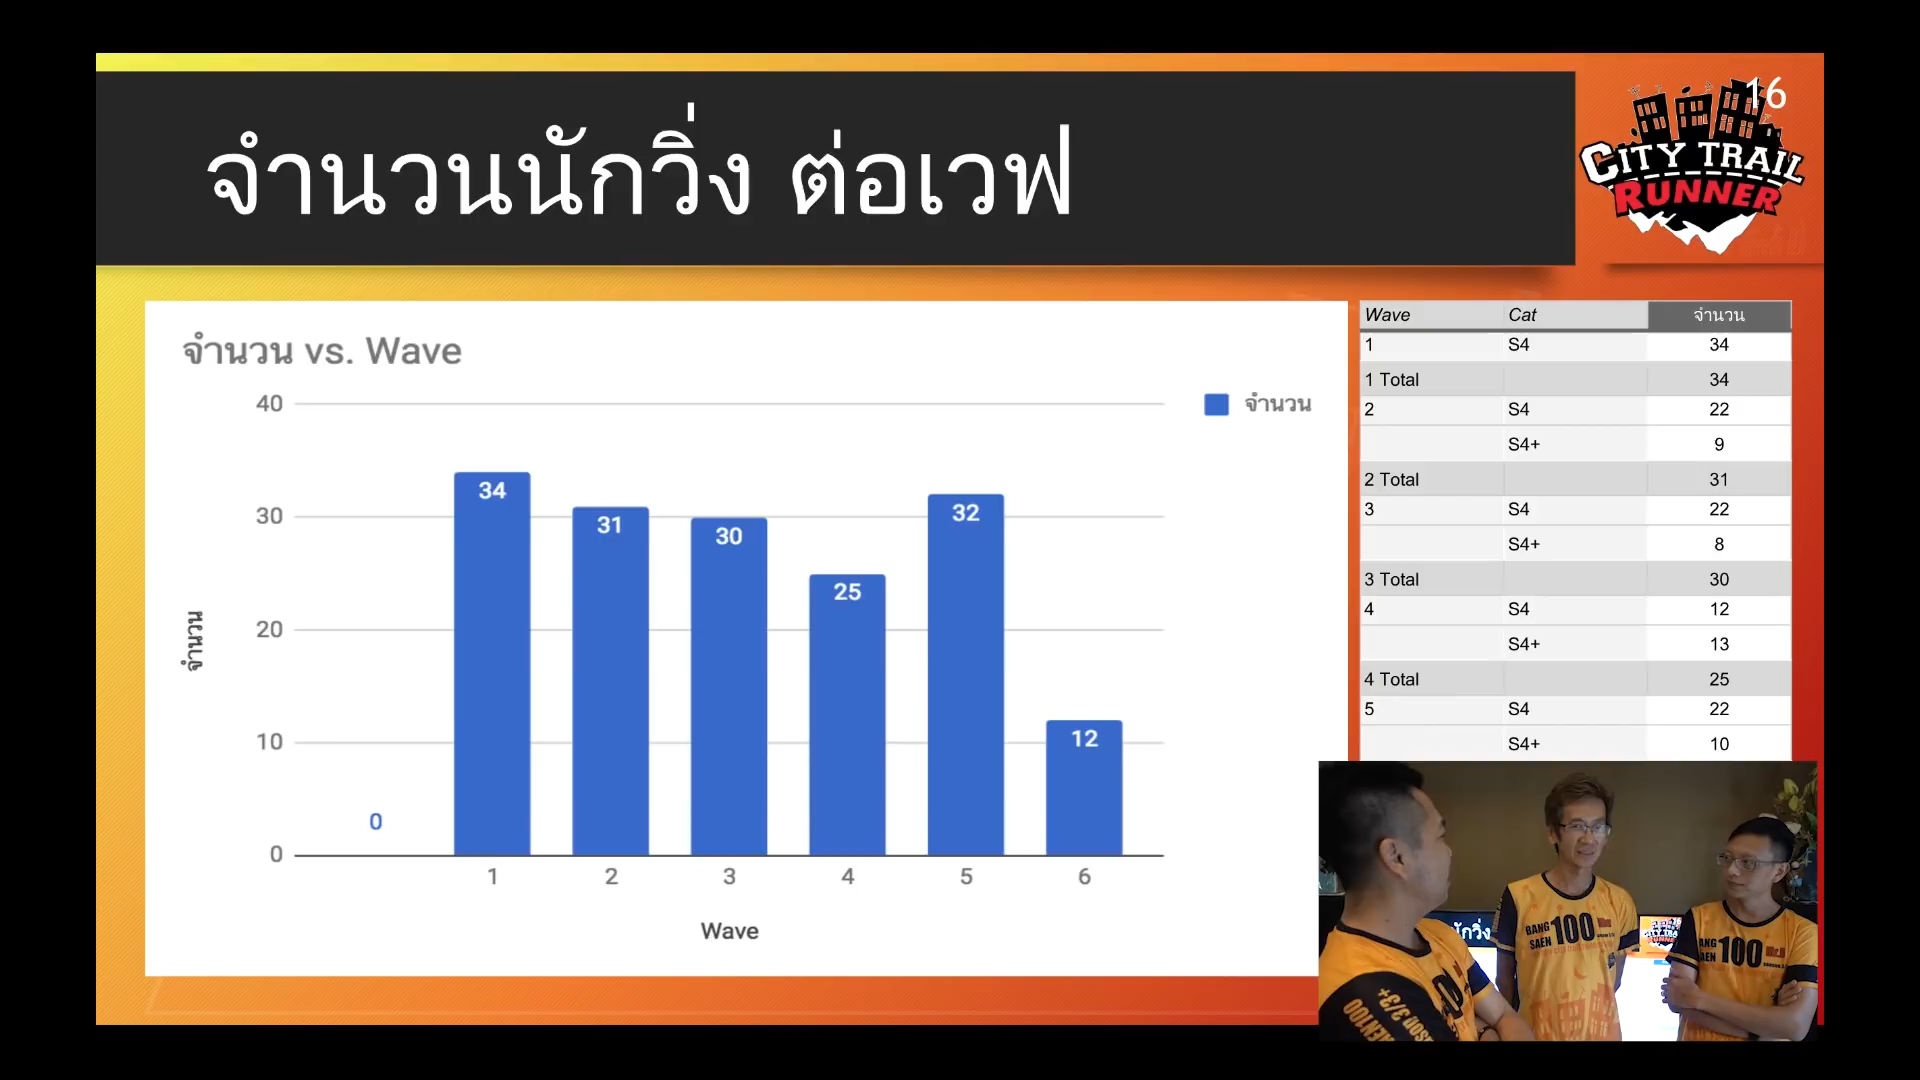 จำนวนนักวิ่ง ต่อเวฟ
16
CITY TRAIL
RUNNER
จำนวน vs. Wave
จำนวน
40
30
20
10
0
จำนวน
0
34
31
30
25
32
12
1 2 3 4 5 6
Wave
Wave Cat จำนวน
1 S4 34
1 Total 34
2 S4 22
S4+ 9
2 Total 31
3 S4 22
S4+ 8
3 Total 30
4 S4 12
S4+ 13
4 Total 25
5 S4 22
S4+ 10
BANG
SAEN
100
100